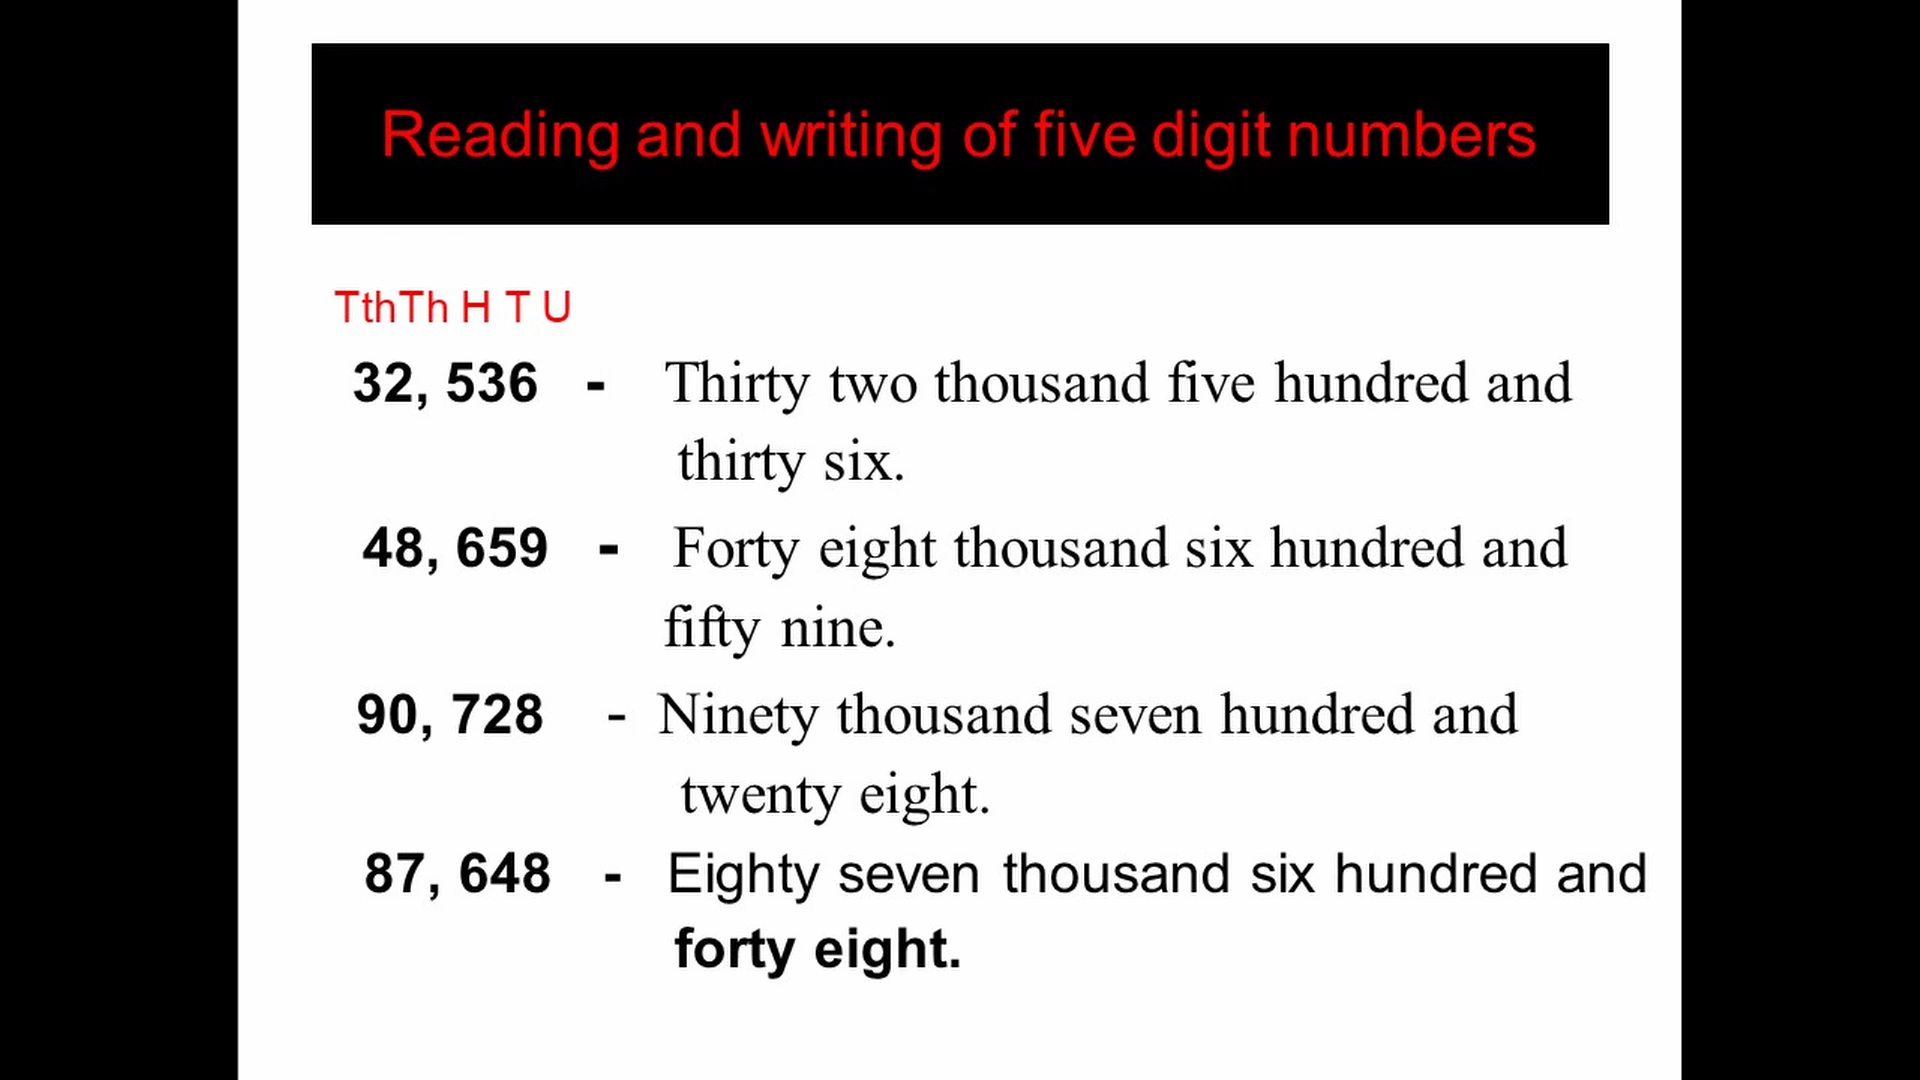 Reading and writing of five digit numbers
TthTh H T U
32, 536 - Thirty two thousand five hundred and
thirty six.
48, 659 - Forty eight thousand six hundred and
fifty nine.
90, 728 - Ninety thousand seven hundred and
twenty eight.
87, 648 - Eighty seven thousand six hundred and
forty eight.